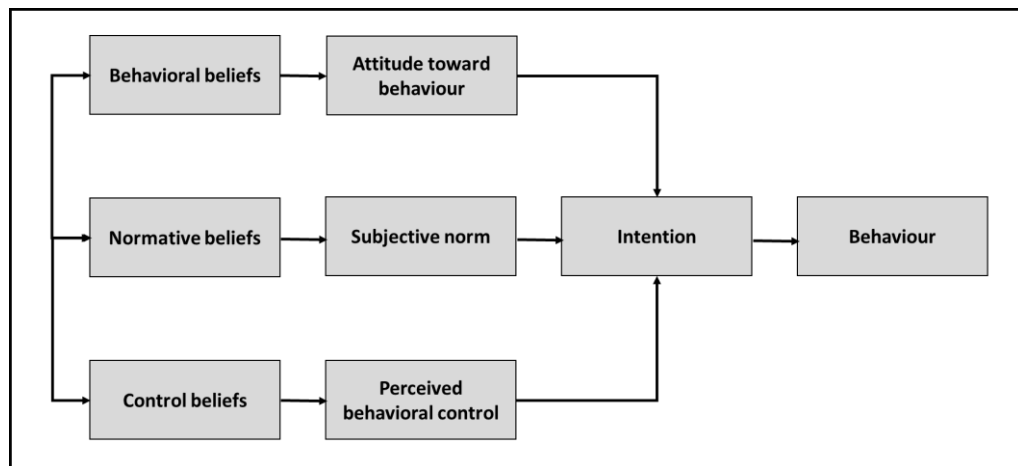 Behavioral beliefs
Attitude toward
behaviour
Normative beliefs
Subjective norm
Intention
Behaviour
Control beliefs
Perceived
behavioral control